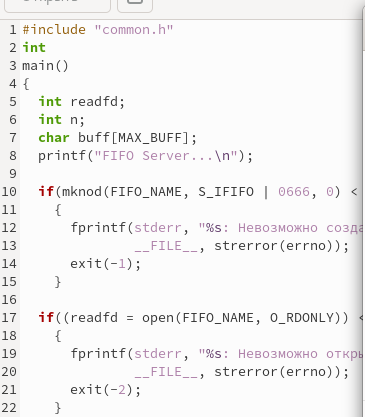 1 #include "common.h"
2 int
3 main()
4 {
5   int readfd;
6   int n;
7   char buff[MAX_BUFF];
8   printf("FIFO Server...\n");
9
10   if(mknod(FIFO_NAME, S_IFIFO | 0666, 0) <
11     {
12       fprintf(stderr, "%s: Невозможно
13               __FILE__, strerror(errno));
14       exit(-1);
15     }
16
17   if((readfd = open(FIFO_NAME, O_RDONLY)) <
18     {
19       fprintf(stderr, "%s: Невозможно
20               __FILE__, strerror(errno));
21       exit(-2);
22     }